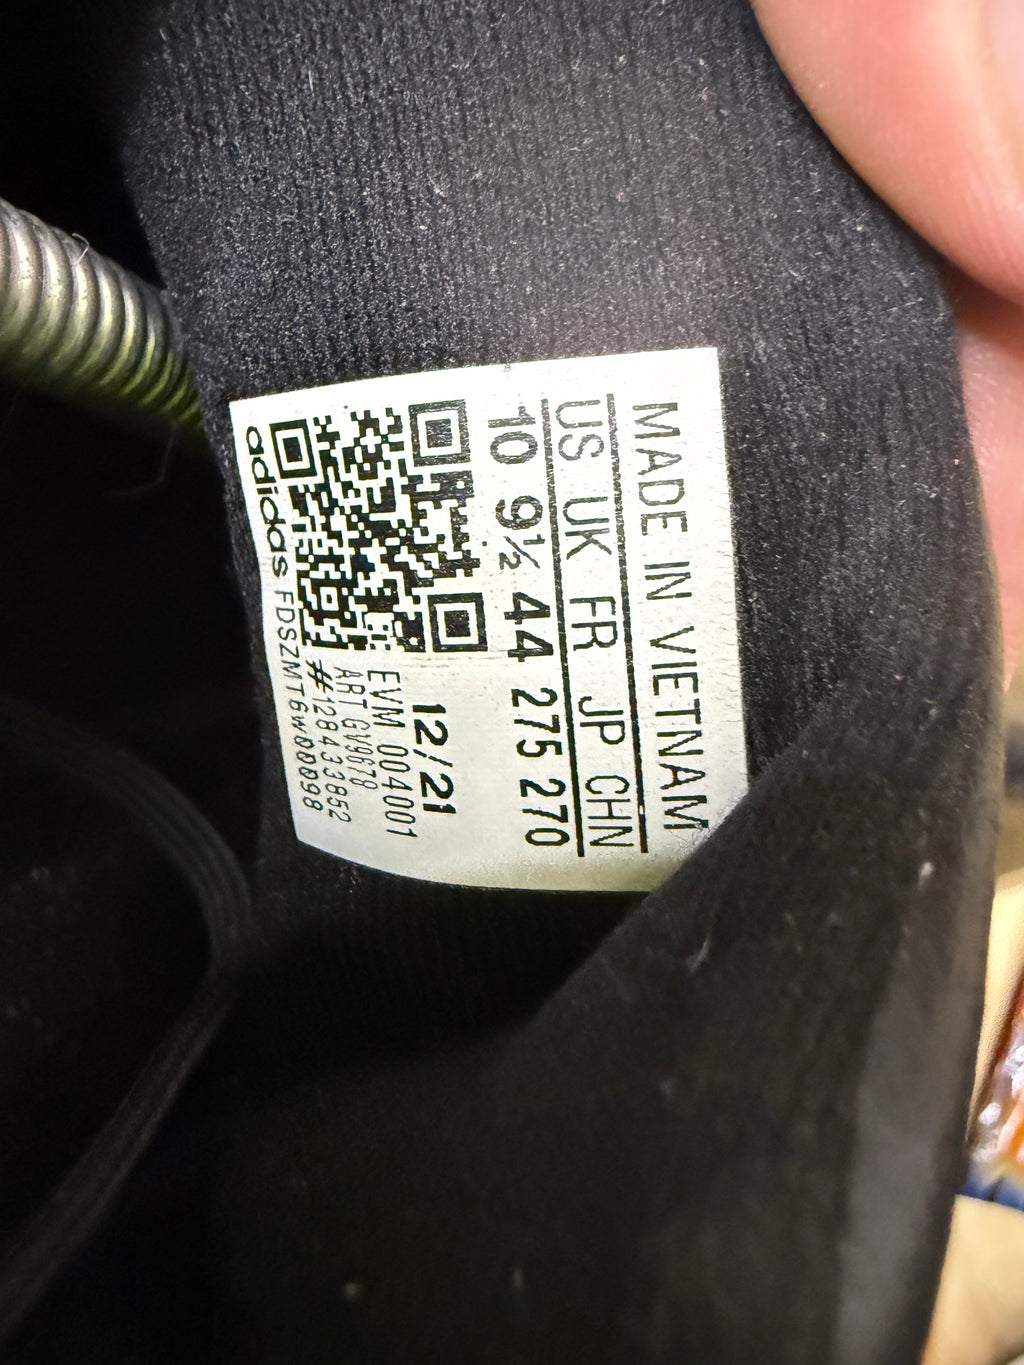 MADE IN VIETNAM
US UK FR JP CHN
10 9½ 44 275 270
12/21
EVM 004001
ART GV9678
#128433852
adidas FDSZMT6W00098